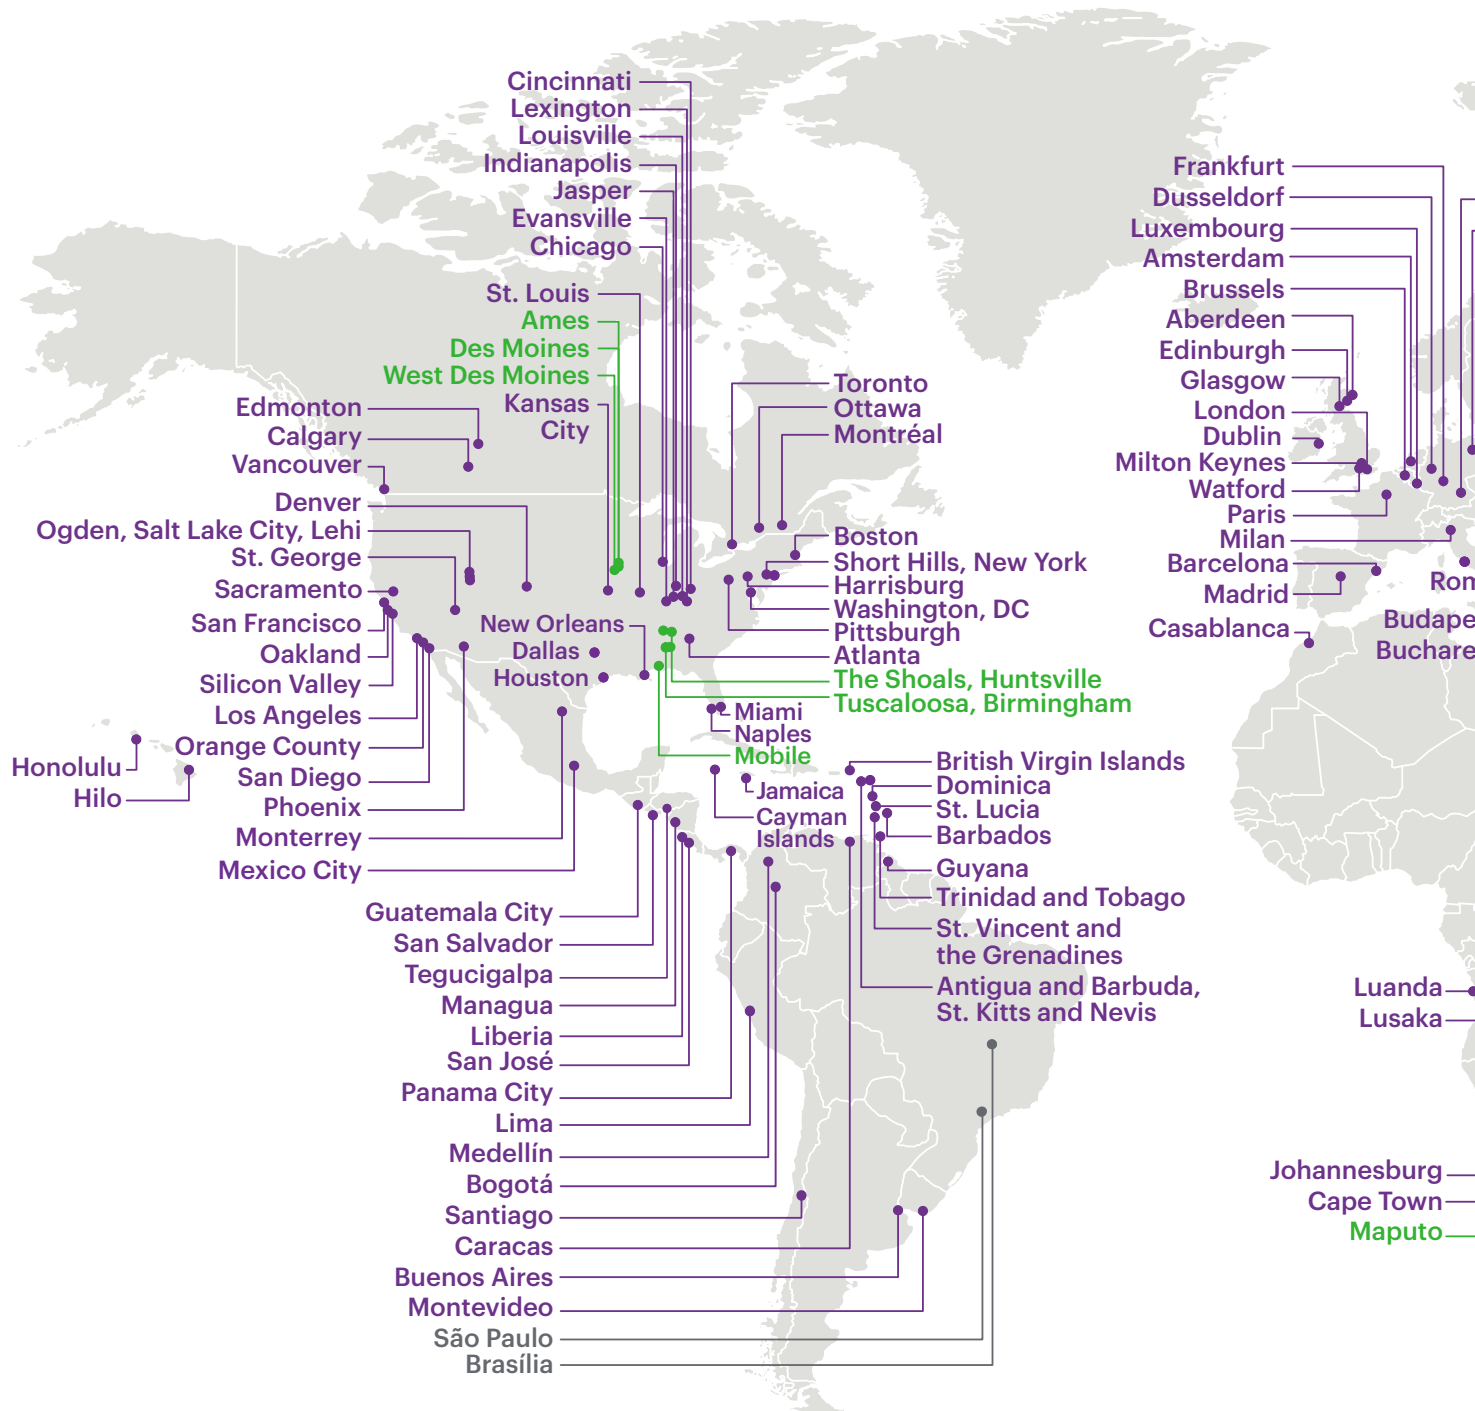 Cincinnati
Lexington
Louisville
Indianapolis
Jasper
Evansville
Chicago
St. Louis
Ames
Des Moines
West Des Moines
Kansas
City
Edmonton
Calgary
Vancouver
Denver
Ogden, Salt Lake City, Lehi
St. George
Sacramento
San Francisco
Oakland
Silicon Valley
Los Angeles
Orange County
San Diego
Phoenix
Monterrey
Mexico City
Honolulu
Hilo
New Orleans
Dallas
Houston
Toronto
Ottawa
Montréal
Boston
Short Hills, New York
Harrisburg
Washington, DC
Pittsburgh
Atlanta
The Shoals, Huntsville
Tuscaloosa, Birmingham
Miami
Naples
Mobile
Jamaica
Cayman
Islands
British Virgin Islands
Dominica
St. Lucia
Barbados
Guyana
Trinidad and Tobago
St. Vincent and
the Grenadines
Antigua and Barbuda,
St. Kitts and Nevis
Guatemala City
San Salvador
Tegucigalpa
Managua
Liberia
San José
Panama City
Lima
Medellín
Bogotá
Santiago
Caracas
Buenos Aires
Montevideo
São Paulo
Brasília
Frankfurt
Dusseldorf
Luxembourg
Amsterdam
Brussels
Aberdeen
Edinburgh
Glasgow
London
Dublin
Milton Keynes
Watford
Paris
Milan
Barcelona
Madrid
Rom
Casablanca
Budape
Buchare
Luanda
Lusaka
Johannesburg
Cape Town
Maputo